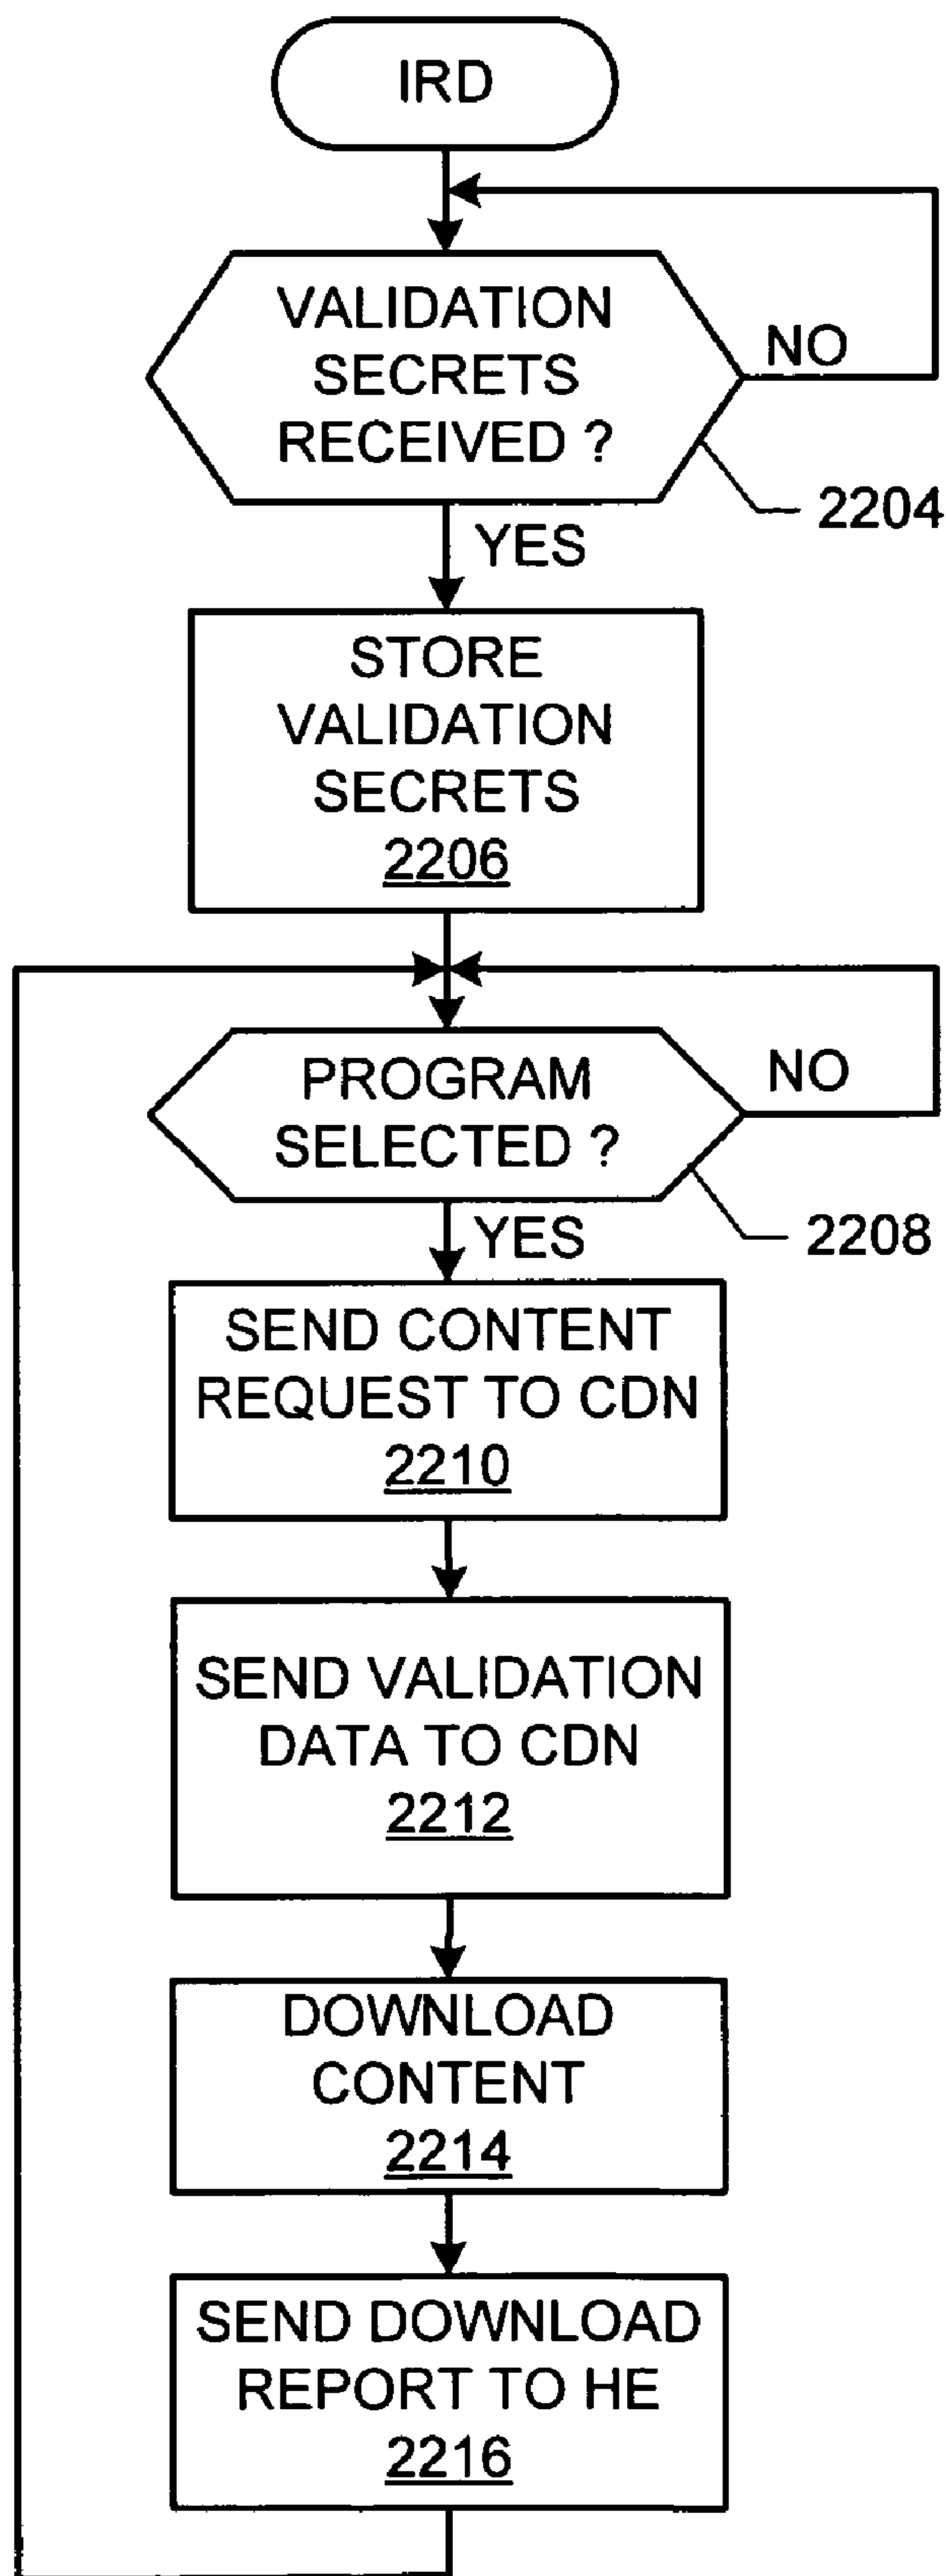 IRD
VALIDATION
SECRETS
RECEIVED ?
NO
2204
YES
STORE
VALIDATION
SECRETS
2206
PROGRAM
SELECTED ?
NO
2208
YES
SEND CONTENT
REQUEST TO CDN
2210
SEND VALIDATION
DATA TO CDN
2212
DOWNLOAD
CONTENT
2214
SEND DOWNLOAD
REPORT TO HE
2216